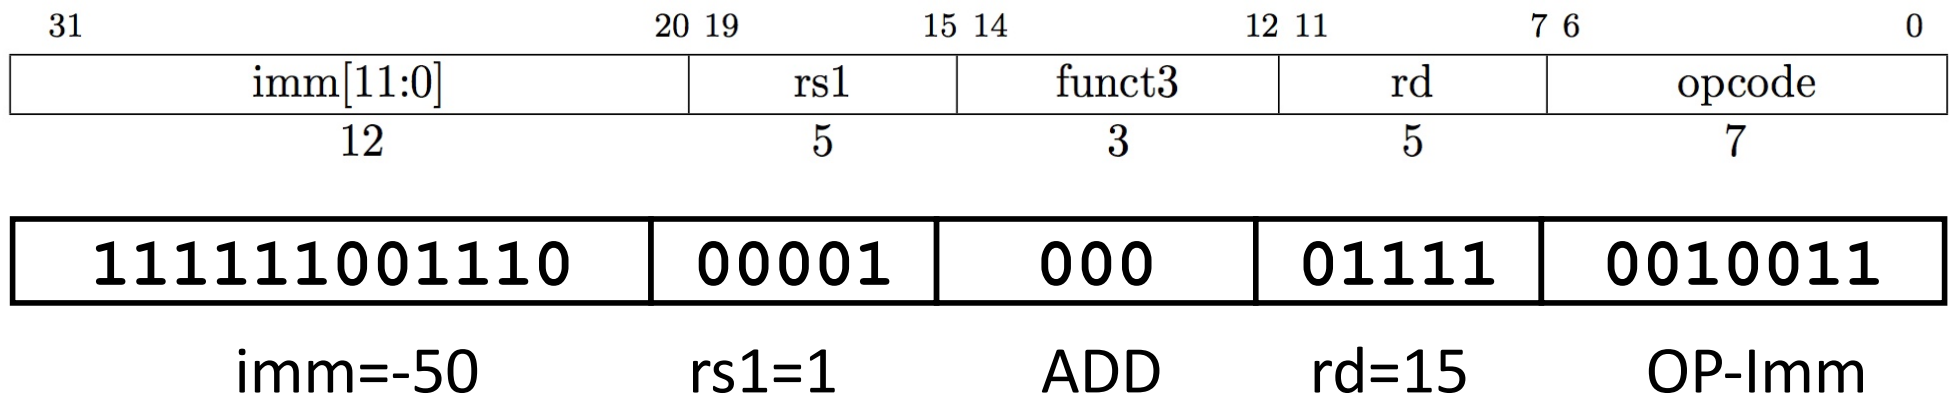 31 20 19 15 14 12 11 7 6 0
imm[11:0] rs1 funct3 rd opcode
12 5 3 5 7
111111001110 00001 000 01111 0010011
imm=-50 rs1=1 ADD rd=15 OP-Imm